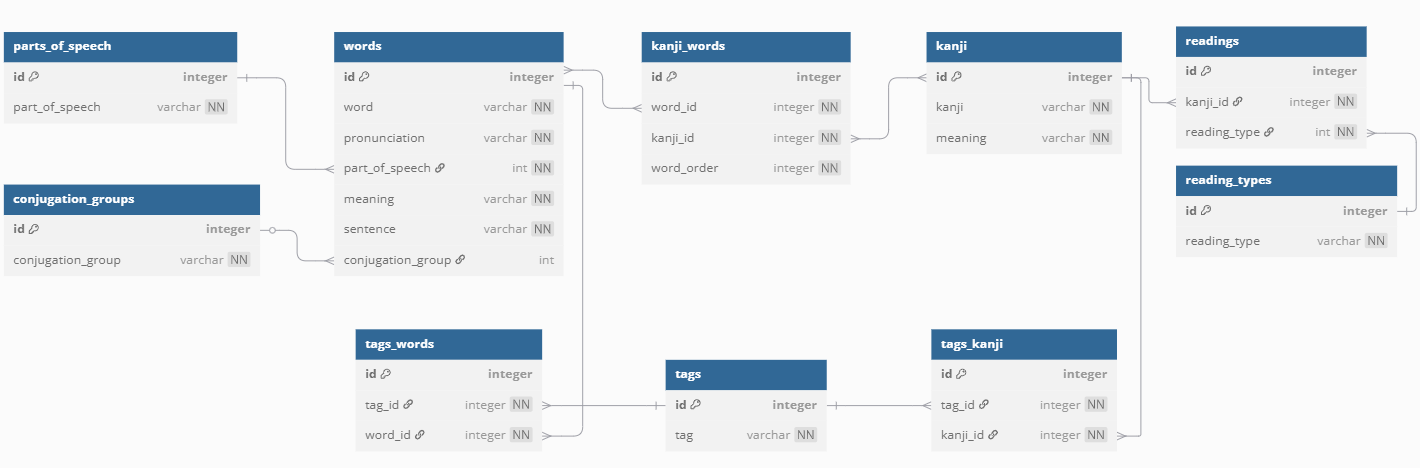 parts_of_speech
id integer
part_of_speech varchar NN
conjugation_groups
id integer
conjugation_group varchar NN
words
id integer
word varchar NN
pronunciation varchar NN
part_of_speech int NN
meaning varchar NN
sentence varchar NN
conjugation_group int
kanji_words
id integer
word_id integer NN
kanji_id integer NN
word_order integer NN
kanji
id integer
kanji varchar NN
meaning varchar NN
readings
id integer
kanji_id integer NN
reading_type int NN
reading_types
id integer
reading_type varchar NN
tags_words
id integer
tag_id integer NN
word_id integer NN
tags
id integer
tag varchar NN
tags_kanji
id integer
tag_id integer NN
kanji_id integer NN